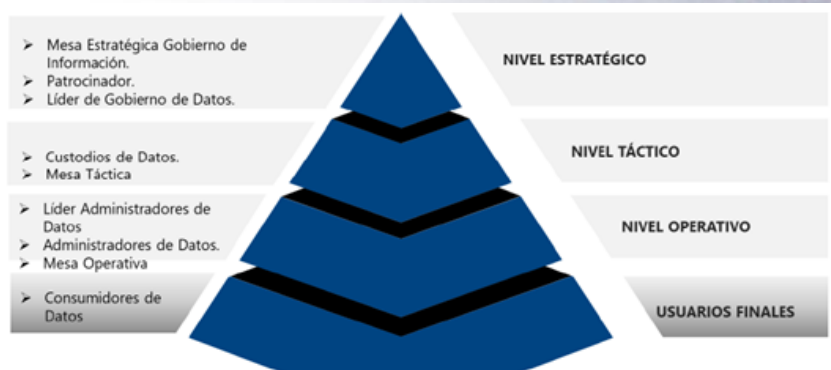 ➤ Mesa Estratégica Gobierno de
Información.
➤ Patrocinador.
➤ Líder de Gobierno de Datos.
NIVEL ESTRATÉGICO
➤ Custodios de Datos.
➤ Mesa Táctica
NIVEL TÁCTICO
➤ Líder Administradores de
Datos
➤ Administradores de Datos.
➤ Mesa Operativa
NIVEL OPERATIVO
➤ Consumidores de
Datos
USUARIOS FINALES